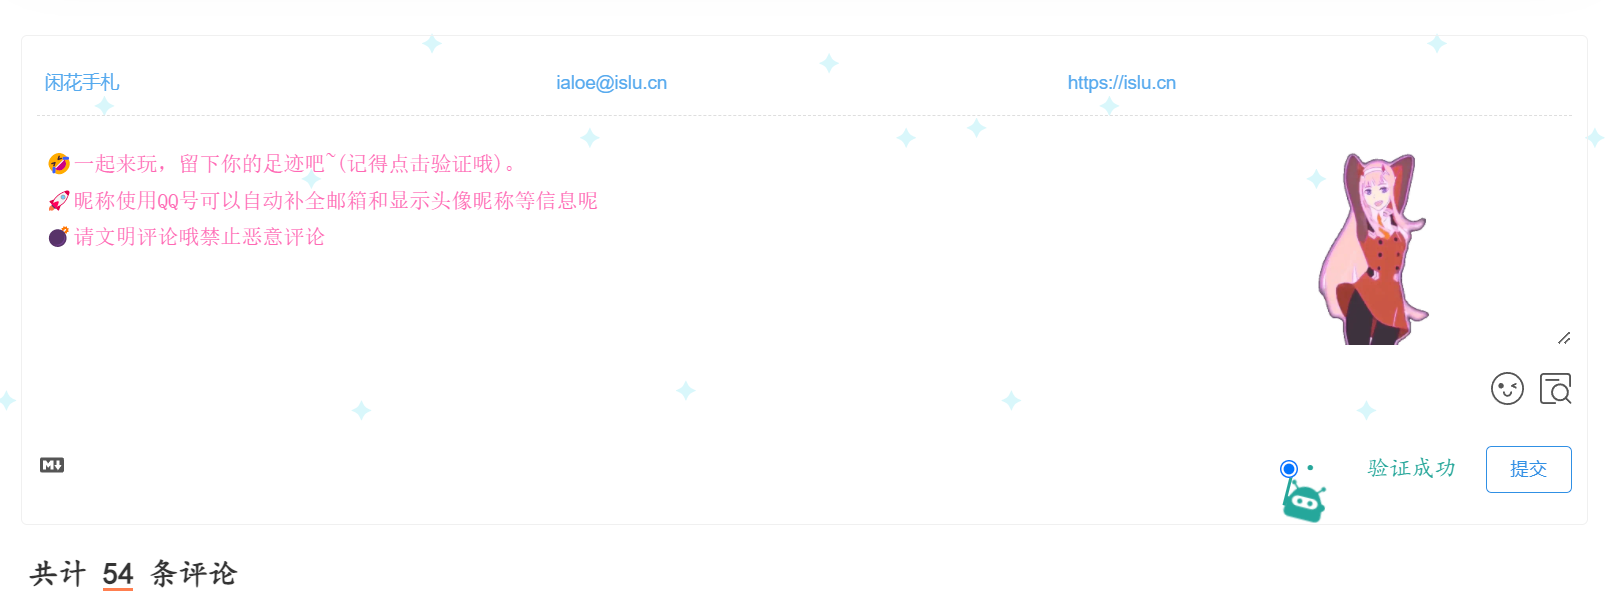 闲花手札 ialoe@islu.cn https://islu.cn
🤣一起来玩，留下你的足迹吧~(记得点击验证哦)。
🚀昵称使用QQ号可以自动补全邮箱和显示头像昵称等信息呢
💣请文明评论哦禁止恶意评论
M↓ 验证成功 提交
共计 54 条评论